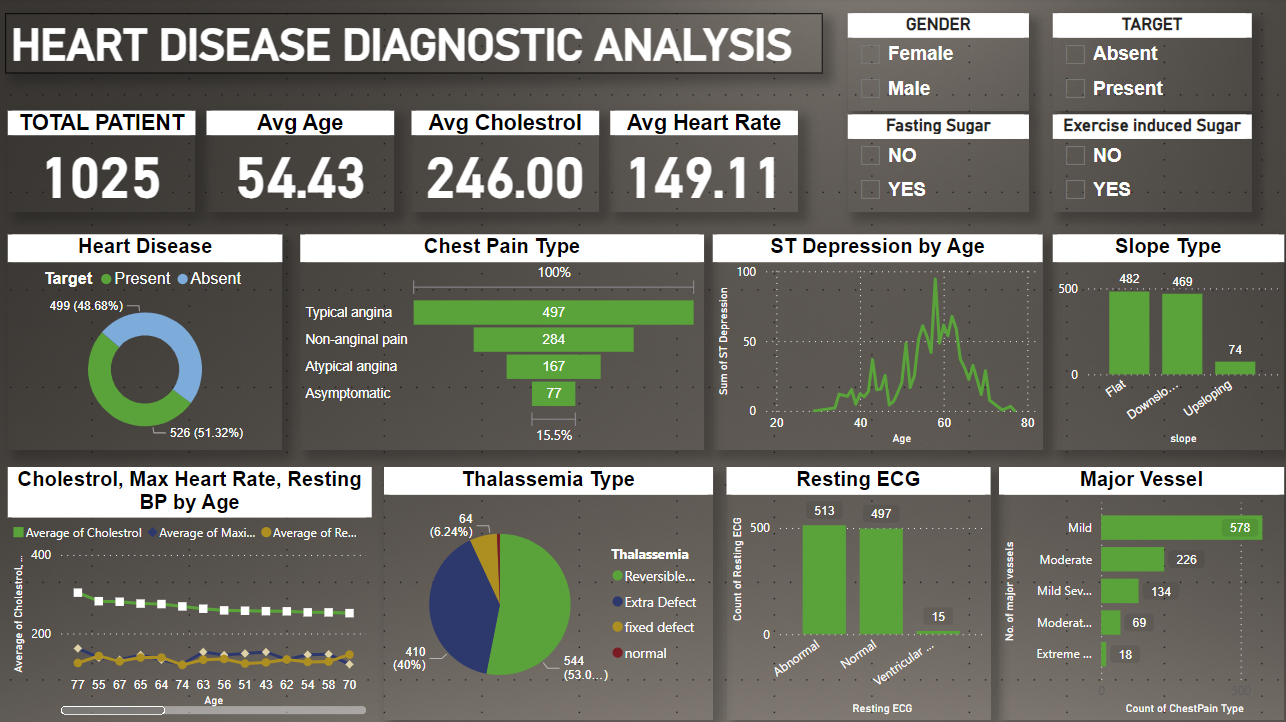 HEART DISEASE DIAGNOSTIC ANALYSIS
GENDER
Female
Male
TARGET
Absent
Present
TOTAL PATIENT
1025
Avg Age
54.43
Avg Cholestrol
246.00
Avg Heart Rate
149.11
Fasting Sugar
NO
YES
Exercise induced Sugar
NO
YES
Heart Disease
Target Present Absent
499 (48.68%)
526 (51.32%)
Chest Pain Type
100%
Typical angina 497
Non-anginal pain 284
Atypical angina 167
Asymptomatic 77
15.5%
ST Depression by Age
Sum of ST Depression
100
50
0
20 40 60 80
Age
Slope Type
500
0
482 469 74
Flat Downslo... Upsloping
slope
Cholestrol, Max Heart Rate, Resting
BP by Age
Average of Cholestrol Average of Maxi... Average of Re...
Average of Cholestrol, ...
400
200
77 55 67 65 64 74 63 56 51 43 62 54 58 70
Age
Thalassemia Type
64
(6.24%)
410
(40%)
544
(53.0...)
Thalassemia
Reversible...
Extra Defect
fixed defect
normal
Resting ECG
Count of Resting ECG
500
0
513 497 15
Abnormal Normal Ventricular ...
Resting ECG
Major Vessel
No. of major vessels
Mild 578
Moderate 226
Mild Sev... 134
Moderat... 69
Extreme ... 18
0 500
Count of ChestPain Type